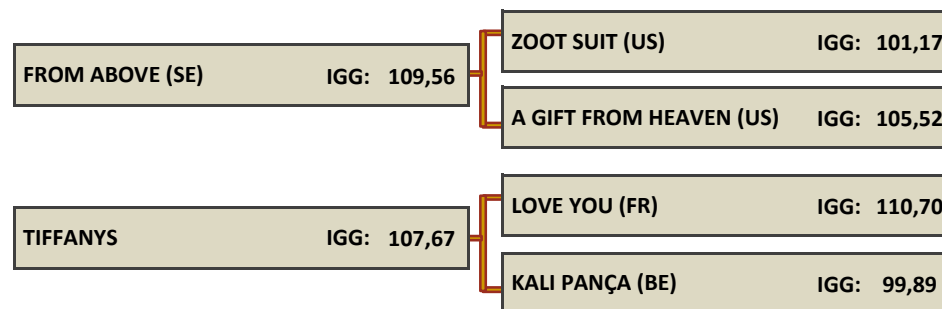 ZOOT SUIT (US) IGG: 101,17
FROM ABOVE (SE) IGG: 109,56
A GIFT FROM HEAVEN (US) IGG: 105,52
LOVE YOU (FR) IGG: 110,70
TIFFANYS IGG: 107,67
KALI PANÇA (BE) IGG: 99,89